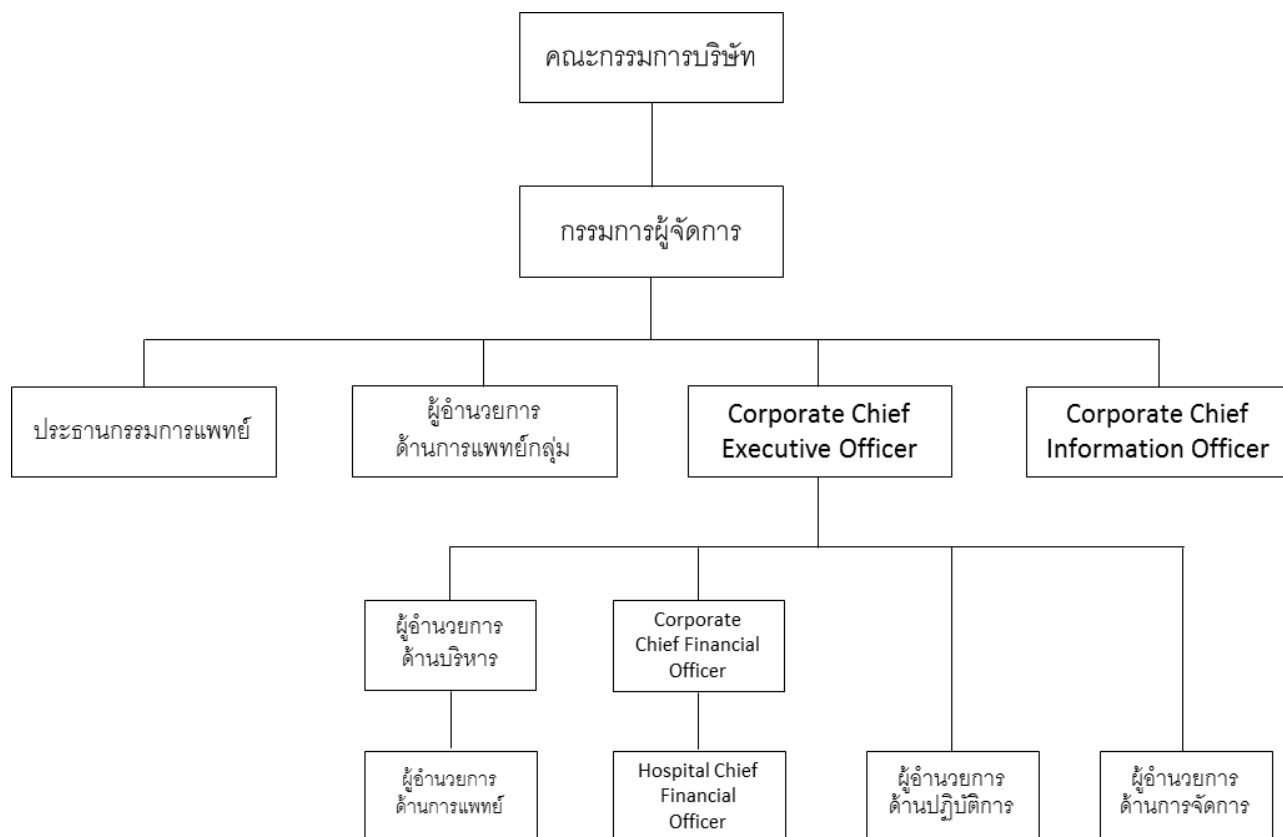 คณะกรรมการบริษัท
กรรมการผู้จัดการ
ประธานกรรมการแพทย์
ผู้อำนวยการ
ด้านการแพทย์กลุ่ม
Corporate Chief
Executive Officer
Corporate Chief
Information Officer
ผู้อำนวยการ
ด้านบริหาร
Corporate
Chief Financial
Officer
ผู้อำนวยการ
ด้านการแพทย์
Hospital Chief
Financial
Officer
ผู้อำนวยการ
ด้านปฏิบัติการ
ผู้อำนวยการ
ด้านการจัดการ